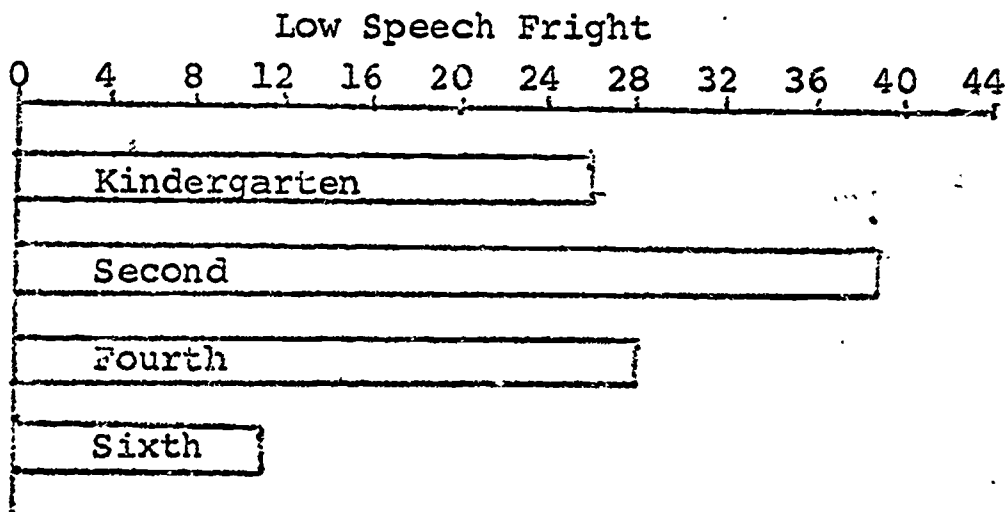 Low Speech Fright
0 4 8 12 16 20 24 28 32 36 40 44
Kindergarten
Second
Fourth
Sixth